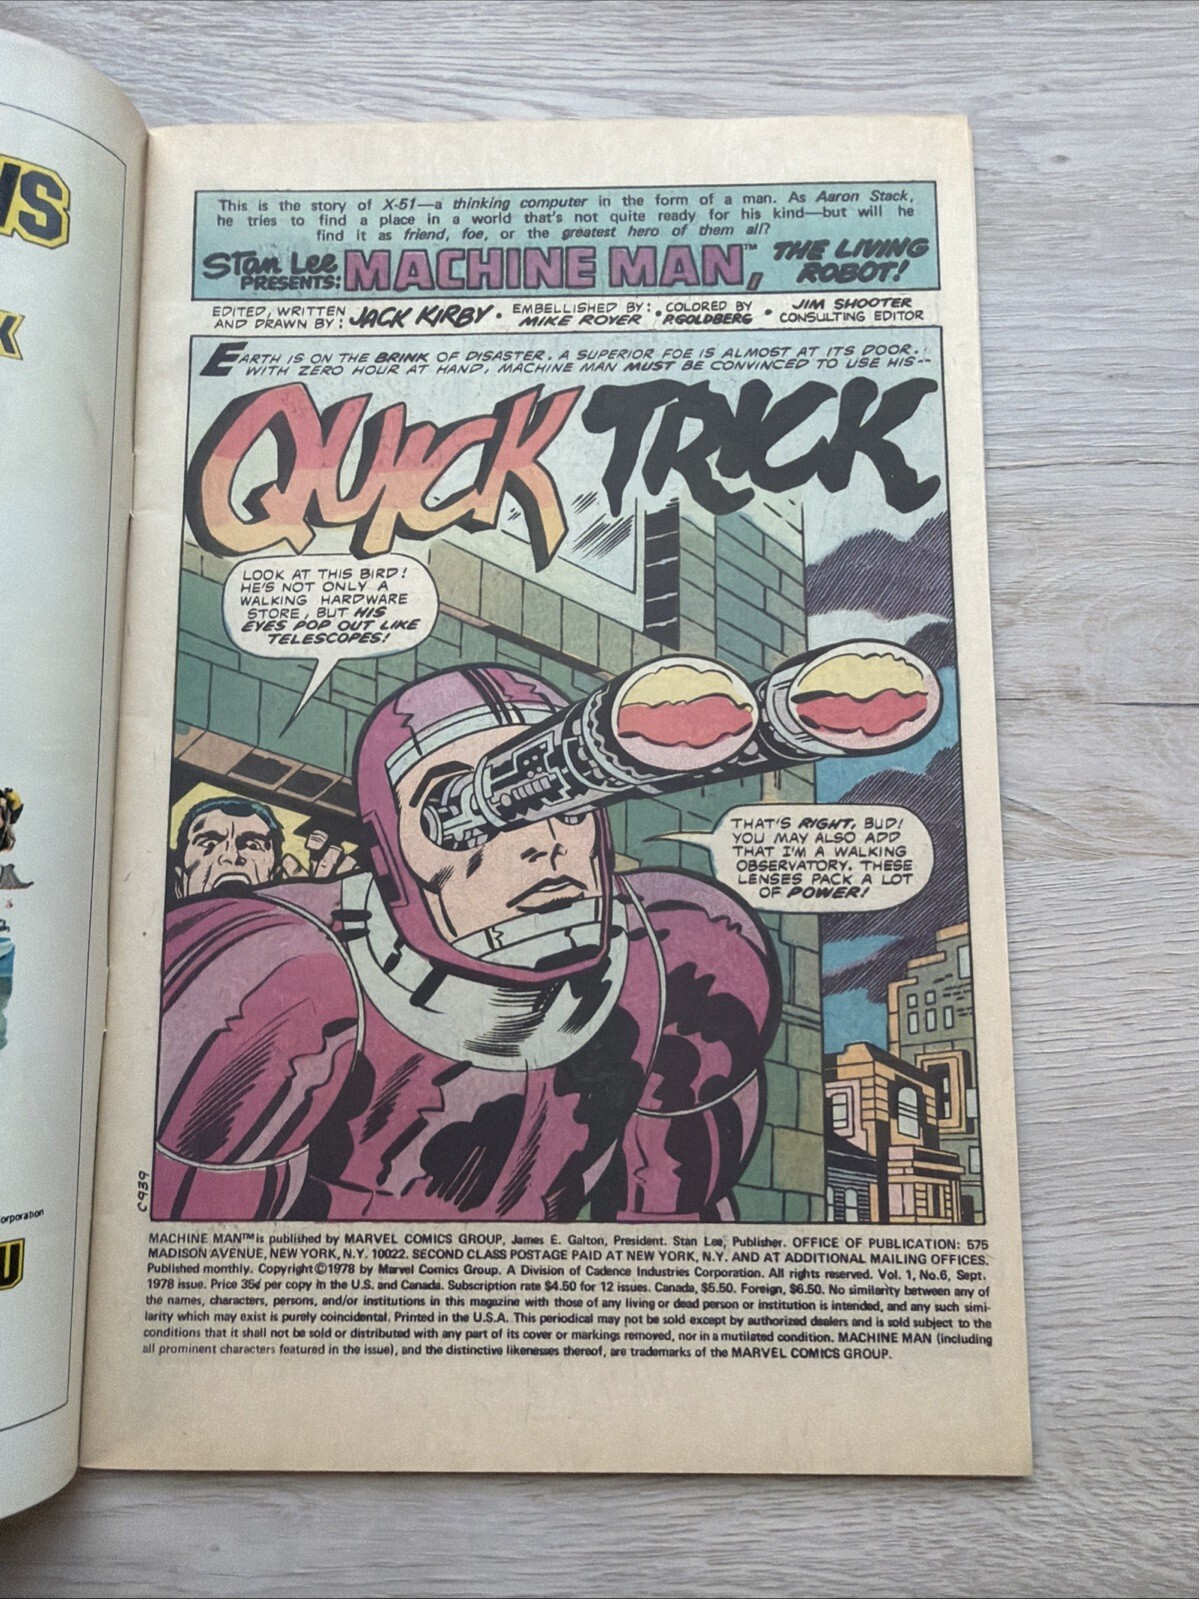 WS
K
orporation
U
This is the story of X-51—a thinking computer in the form of a man. As Aaron Stack,
he tries to find a place in a world that's not quite ready for his kind—but will he
find it as friend, foe, or the greatest hero of them all?
Stan Lee
PRESENTS:
MACHINE MAN,™
THE LIVING
ROBOT!
EDITED, WRITTEN
AND DRAWN BY:
JACK KIRBY •
EMBELLISHED BY:
MIKE ROYER •
COLORED BY
P.GOLDBERG •
JIM SHOOTER
CONSULTING EDITOR
EARTH IS ON THE BRINK OF DISASTER. A SUPERIOR FOE IS ALMOST AT ITS DOOR.
WITH ZERO HOUR AT HAND, MACHINE MAN MUST BE CONVINCED TO USE HIS--
QUICK TRICK
LOOK AT THIS BIRD!
HE'S NOT ONLY A
WALKING HARDWARE
STORE, BUT HIS
EYES POP OUT LIKE
TELESCOPES!
THAT'S RIGHT, BUD!
YOU MAY ALSO ADD
THAT I'M A WALKING
OBSERVATORY. THESE
LENSES PACK A LOT
OF POWER!
C-939
MACHINE MAN™ is published by MARVEL COMICS GROUP, James E. Galton, President. Stan Lee, Publisher. OFFICE OF PUBLICATION: 575
MADISON AVENUE, NEW YORK, N.Y. 10022. SECOND CLASS POSTAGE PAID AT NEW YORK, N.Y. AND AT ADDITIONAL MAILING OFFICES.
Published monthly. Copyright ©1978 by Marvel Comics Group. A Division of Cadence Industries Corporation. All rights reserved. Vol. 1, No.6, Sept.
1978 issue. Price 35¢ per copy in the U.S. and Canada. Subscription rate $4.50 for 12 issues. Canada, $5.50. Foreign, $6.50. No similarity between any of
the names, characters, persons, and/or institutions in this magazine with those of any living or dead person or institution is intended, and any such simi-
larity which may exist is purely coincidental. Printed in the U.S.A. This periodical may not be sold except by authorized dealers and is sold subject to the
conditions that it shall not be sold or distributed with any part of its cover or markings removed, nor in a mutilated condition. MACHINE MAN (including
all prominent characters featured in the issue), and the distinctive likenesses thereof, are trademarks of the MARVEL COMICS GROUP.